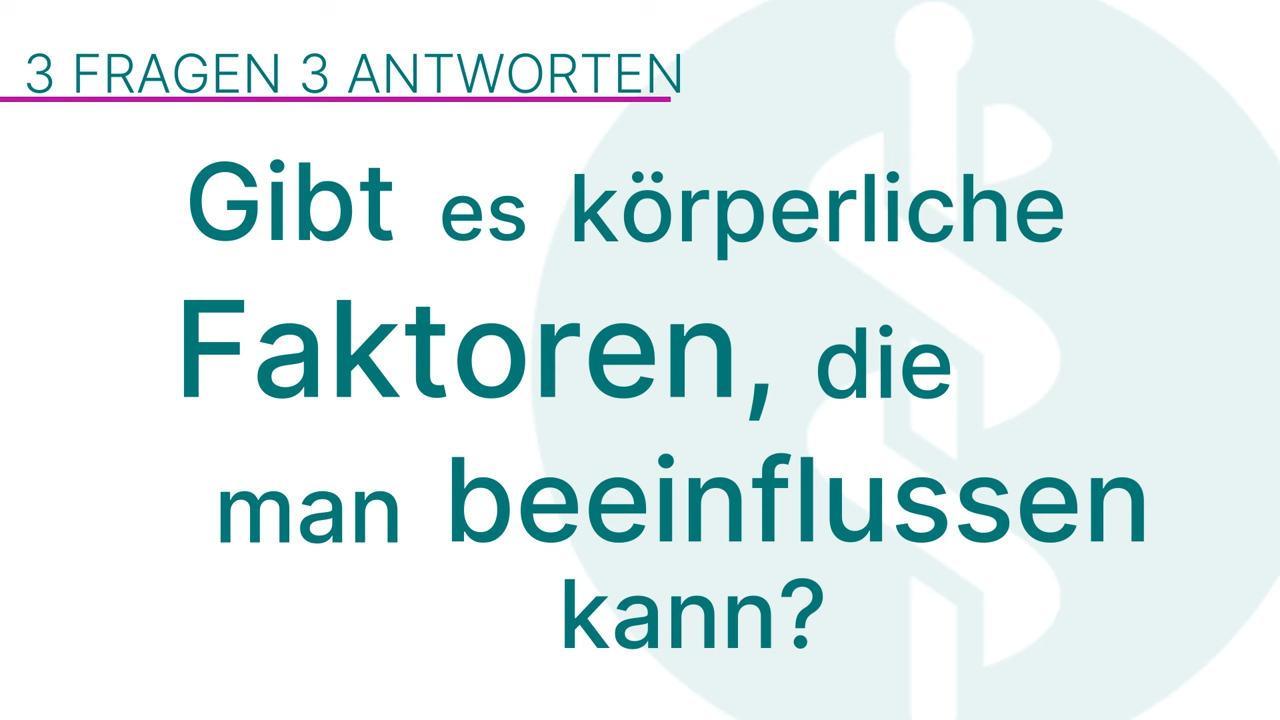 3 FRAGEN 3 ANTWORTEN
Gibt es körperliche
Faktoren, die
man beeinflussen
kann?